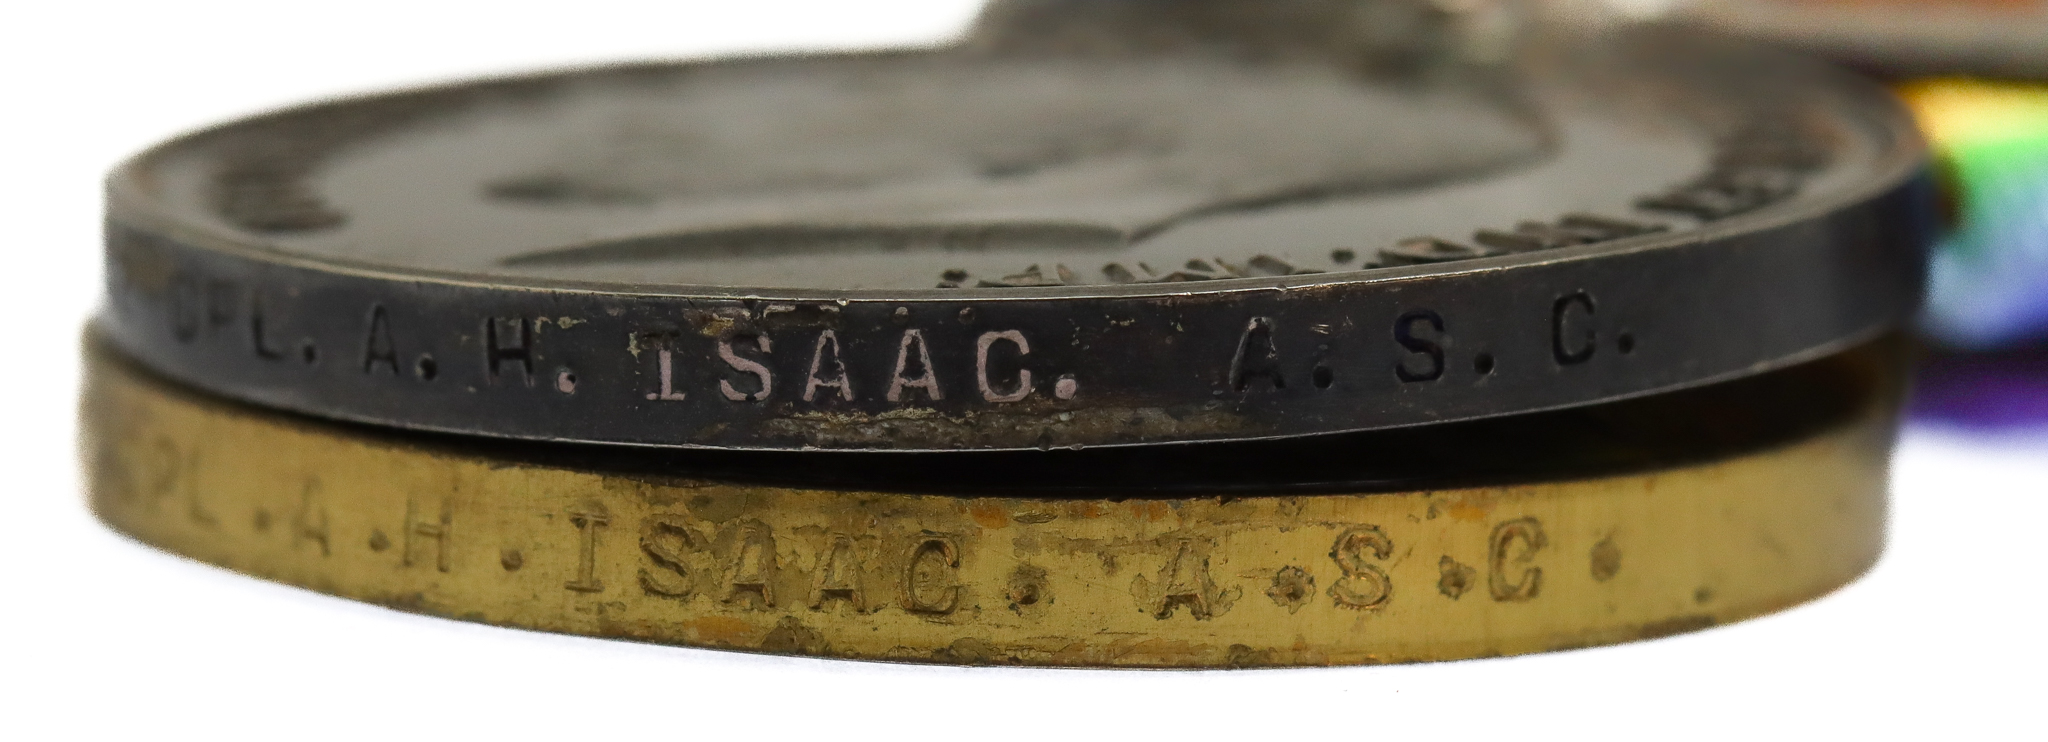 CPL. A. H. ISAAC. A. S. C.
CPL. A. H. ISAAC. A. S. C.